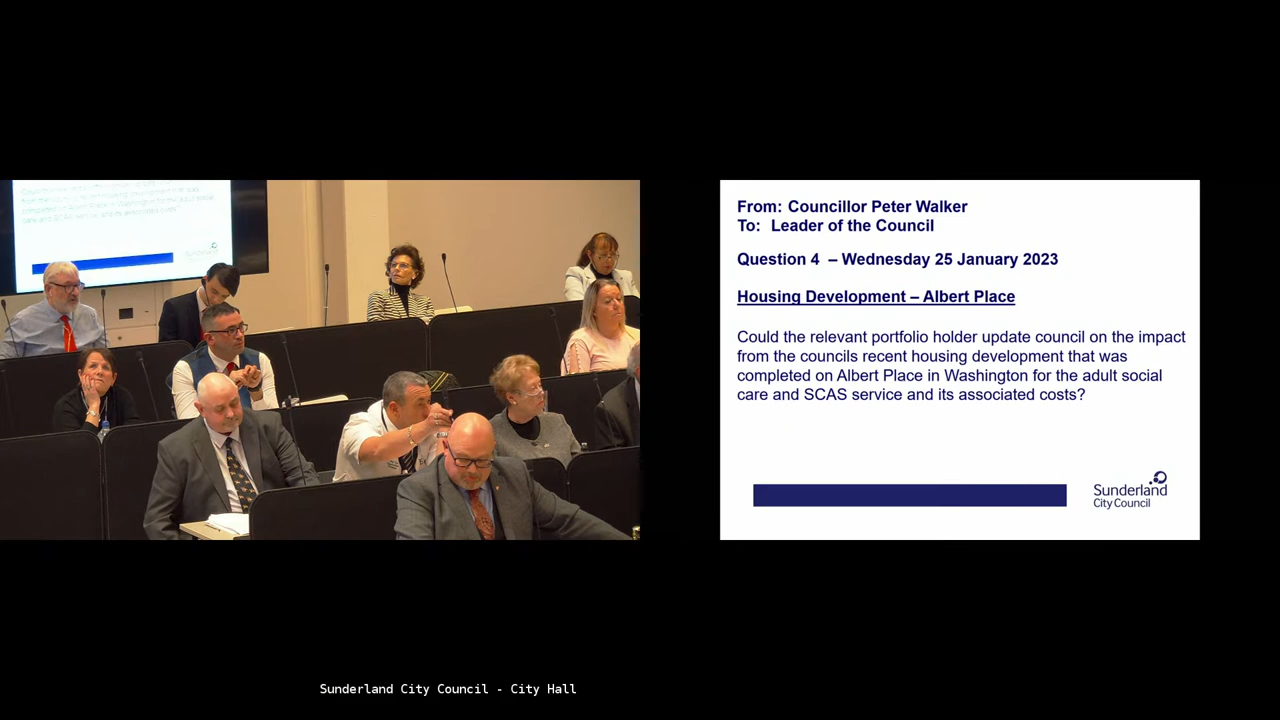 From: Councillor Peter Walker
To: Leader of the Council
Question 4 – Wednesday 25 January 2023
Housing Development – Albert Place
Could the relevant portfolio holder update council on the impact
from the councils recent housing development that was
completed on Albert Place in Washington for the adult social
care and SCAS service and its associated costs?
Sunderland
City Council
Sunderland City Council - City Hall